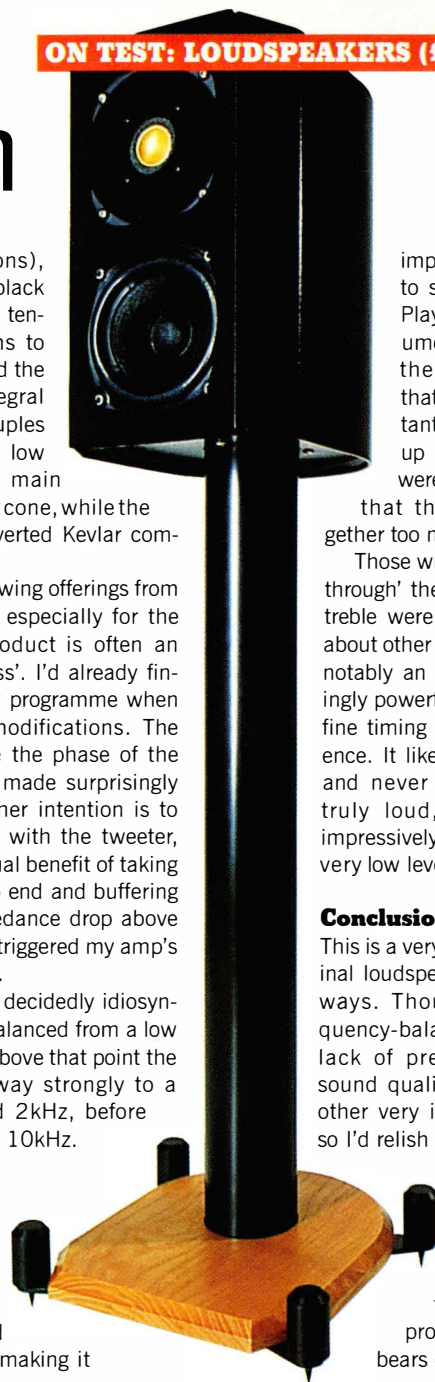 ON TEST: LOUDSPEAKERS (
ons),
black
ten-
ns to
d the
egral
uples
low
main
cone, while the
verted Kevlar com-
wing offerings from
especially for the
oduct is often an
ss'. I'd already fin-
t programme when
modifications. The
e the phase of the
made surprisingly
her intention is to
with the tweeter,
ual benefit of taking
o end and buffering
edance drop above
triggered my amp's
decidedly idiosyn-
alanced from a low
bove that point the
way strongly to a
d 2kHz, before
10kHz.
making it
imp
to s
Play
ume
the
that
tant
up
were
that th
gether too n
Those wi
through' the
treble were
about other
notably an
ingly powerf
fine timing
ence. It like
and never
truly loud,
impressively
very low leve
Conclusio
This is a very
inal loudspe
ways. Thou
quency-bala
lack of pre
sound quali
other very i
so I'd relish
pro
bears